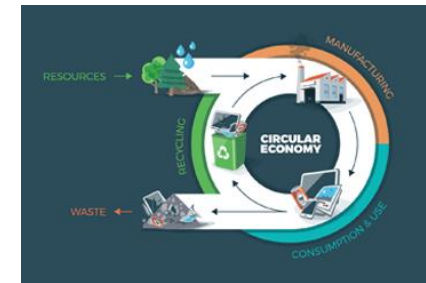 RESOURCES
MANUFACTURING
RECYCLING
CIRCULAR
ECONOMY
WASTE
CONSUMPTION & USE